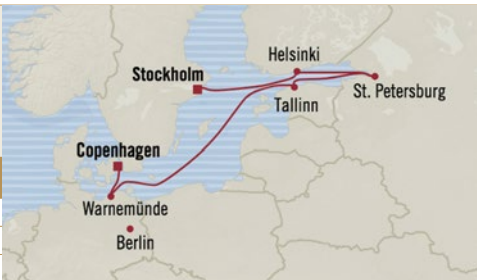 Helsinki
Stockholm
St. Petersburg
Tallinn
Copenhagen
Warnemünde
Berlin